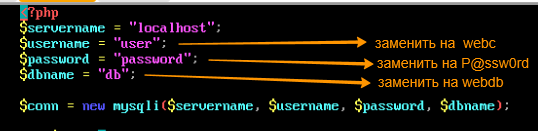 <?php
$servername = "localhost";
$username = "user"; заменить на webc
$password = "password"; заменить на P@ssw0rd
$dbname = "db"; заменить на webdb
$conn = new mysqli($servername, $username, $password, $dbname);